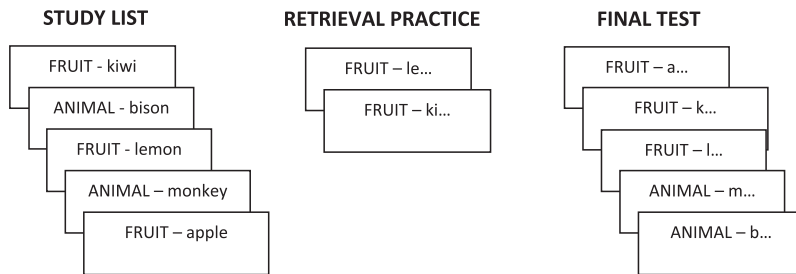 STUDY LIST
FRUIT - kiwi
ANIMAL - bison
FRUIT - lemon
ANIMAL – monkey
FRUIT – apple
RETRIEVAL PRACTICE
FRUIT – le...
FRUIT – ki...
FINAL TEST
FRUIT – a...
FRUIT – k...
FRUIT – l...
ANIMAL – m...
ANIMAL – b...